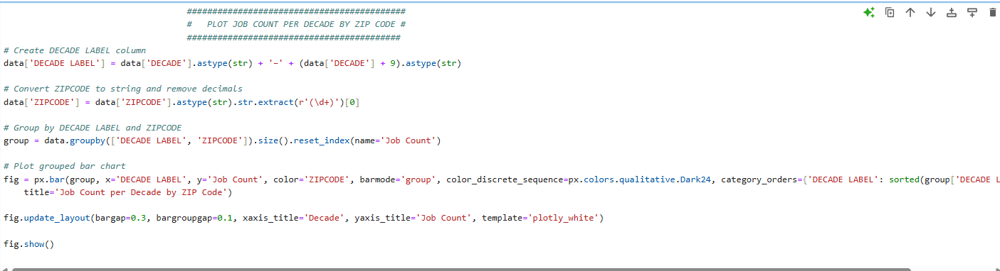 ###########################################
#   PLOT JOB COUNT PER DECADE BY ZIP CODE #
##########################################
# Create DECADE LABEL column
data['DECADE LABEL'] = data['DECADE'].astype(str) + '-' + (data['DECADE'] + 9).astype(str)
# Convert ZIPCODE to string and remove decimals
data['ZIPCODE'] = data['ZIPCODE'].astype(str).str.extract(r'(\d+)')[0]
# Group by DECADE LABEL and ZIPCODE
group = data.groupby(['DECADE LABEL', 'ZIPCODE']).size().reset_index(name='Job Count')
# Plot grouped bar chart
fig = px.bar(group, x='DECADE LABEL', y='Job Count', color='ZIPCODE', barmode='group', color_discrete_sequence=px.colors.qualitative.Dark24, category_orders={'DECADE LABEL': sorted(group['DECADE L
    title='Job Count per Decade by ZIP Code')
fig.update_layout(bargap=0.3, bargroupgap=0.1, xaxis_title='Decade', yaxis_title='Job Count', template='plotly_white')
fig.show()